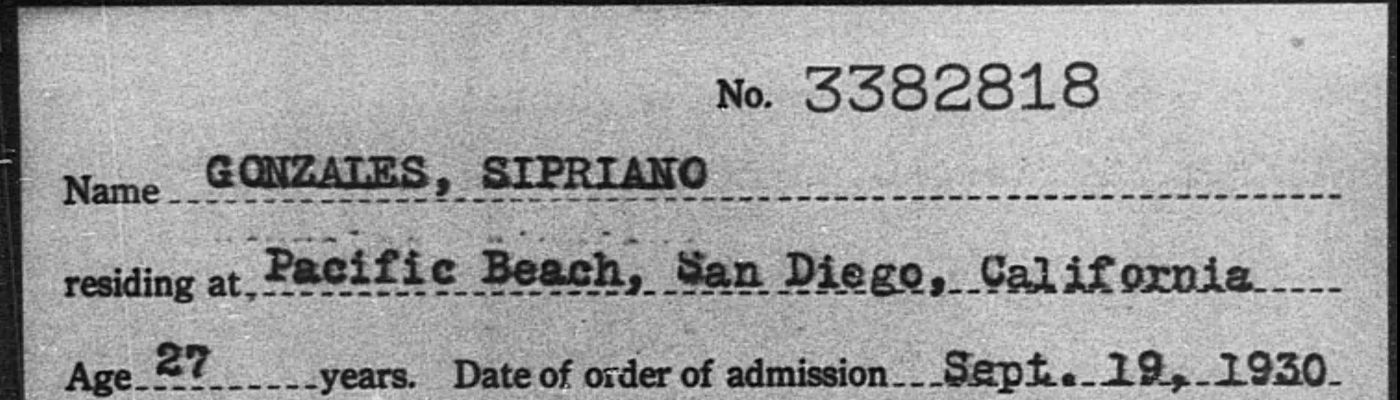 No. 3382818
Name GONZALES, SIPRIANO
residing at Pacific Beach, San Diego, California
Age 27 years. Date of order of admission Sept. 19, 1930